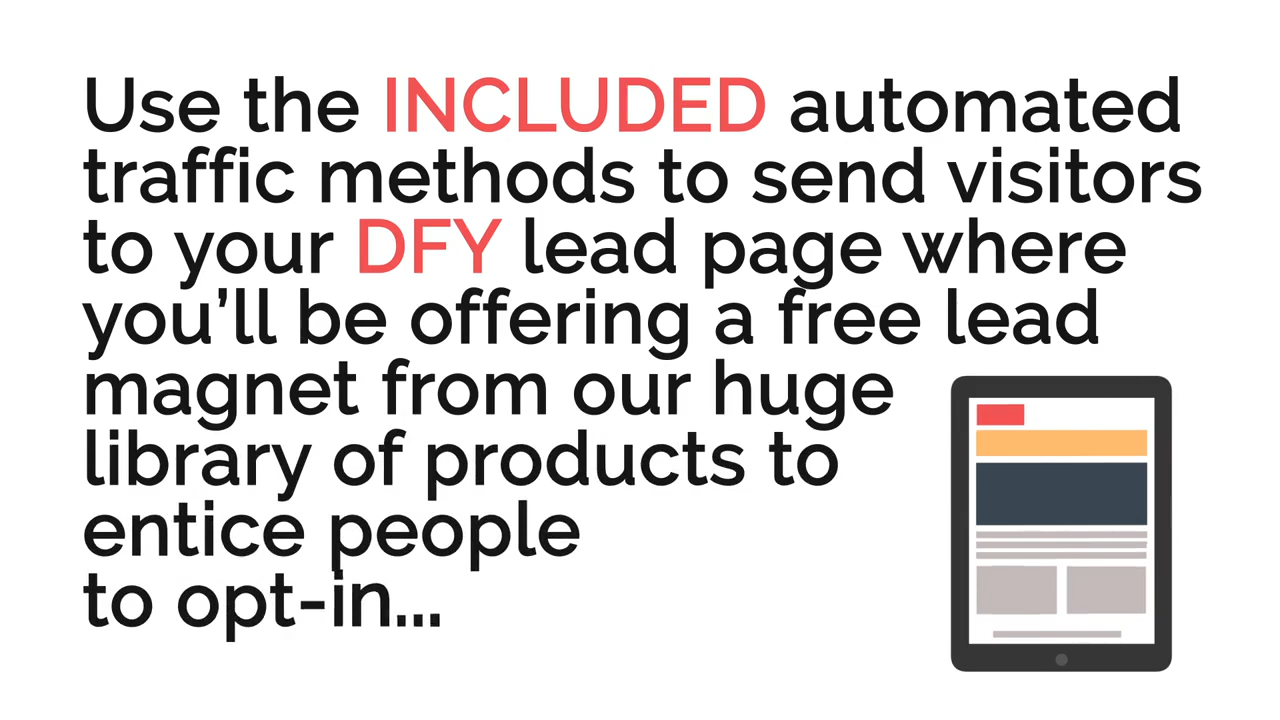 Use the INCLUDED automated
traffic methods to send visitors
to your DFY lead page where
you'll be offering a free lead
magnet from our huge
library of products to
entice people
to opt-in...